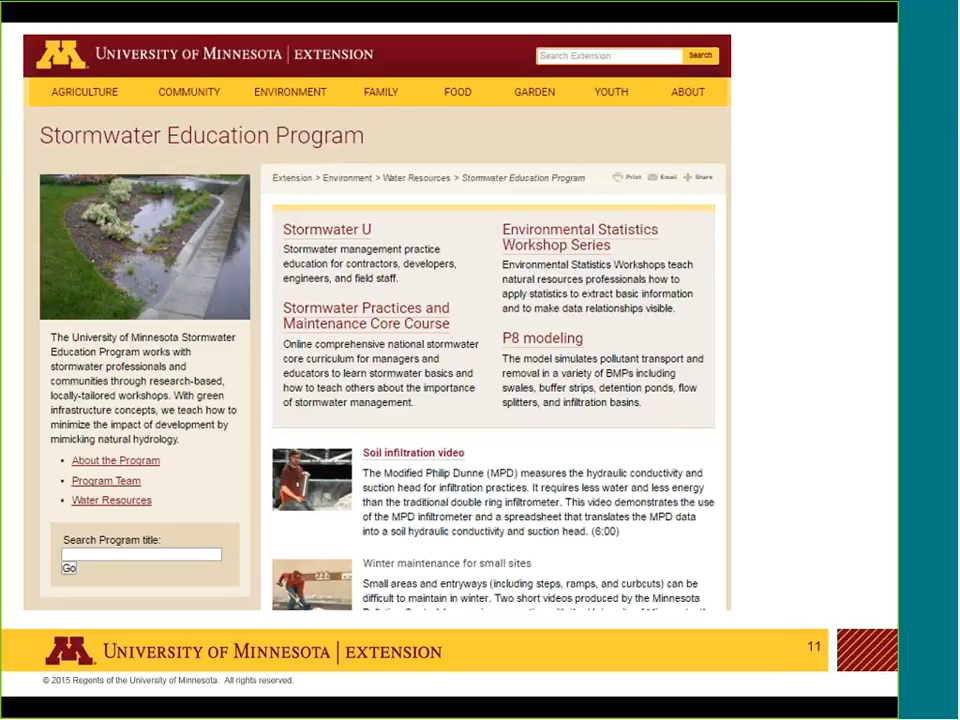 UNIVERSITY OF MINNESOTA | EXTENSION
Search Extension
Search
AGRICULTURE COMMUNITY ENVIRONMENT FAMILY FOOD GARDEN YOUTH ABOUT
Stormwater Education Program
Extension > Environment > Water Resources > Stormwater Education Program
Print Email Share
The University of Minnesota Stormwater
Education Program works with
stormwater professionals and
communities through research-based,
locally-tailored workshops. With green
infrastructure concepts, we teach how to
minimize the impact of development by
mimicking natural hydrology.
• About the Program
• Program Team
• Water Resources
Search Program title:
Go
Stormwater U
Stormwater management practice
education for contractors, developers,
engineers, and field staff.
Stormwater Practices and
Maintenance Core Course
Online comprehensive national stormwater
core curriculum for managers and
educators to learn stormwater basics and
how to teach others about the importance
of stormwater management.
Environmental Statistics
Workshop Series
Environmental Statistics Workshops teach
natural resources professionals how to
apply statistics to extract basic information
and to make data relationships visible.
P8 modeling
The model simulates pollutant transport and
removal in a variety of BMPs including
swales, buffer strips, detention ponds, flow
splitters, and infiltration basins.
Soil infiltration video
The Modified Philip Dunne (MPD) measures the hydraulic conductivity and
suction head for infiltration practices. It requires less water and less energy
than the traditional double ring infiltrometer. This video demonstrates the use
of the MPD infiltrometer and a spreadsheet that translates the MPD data
into a soil hydraulic conductivity and suction head. (6:00)
Winter maintenance for small sites
Small areas and entryways (including steps, ramps, and curbcuts) can be
difficult to maintain in winter. Two short videos produced by the Minnesota
UNIVERSITY OF MINNESOTA | EXTENSION
11
© 2015 Regents of the University of Minnesota. All rights reserved.